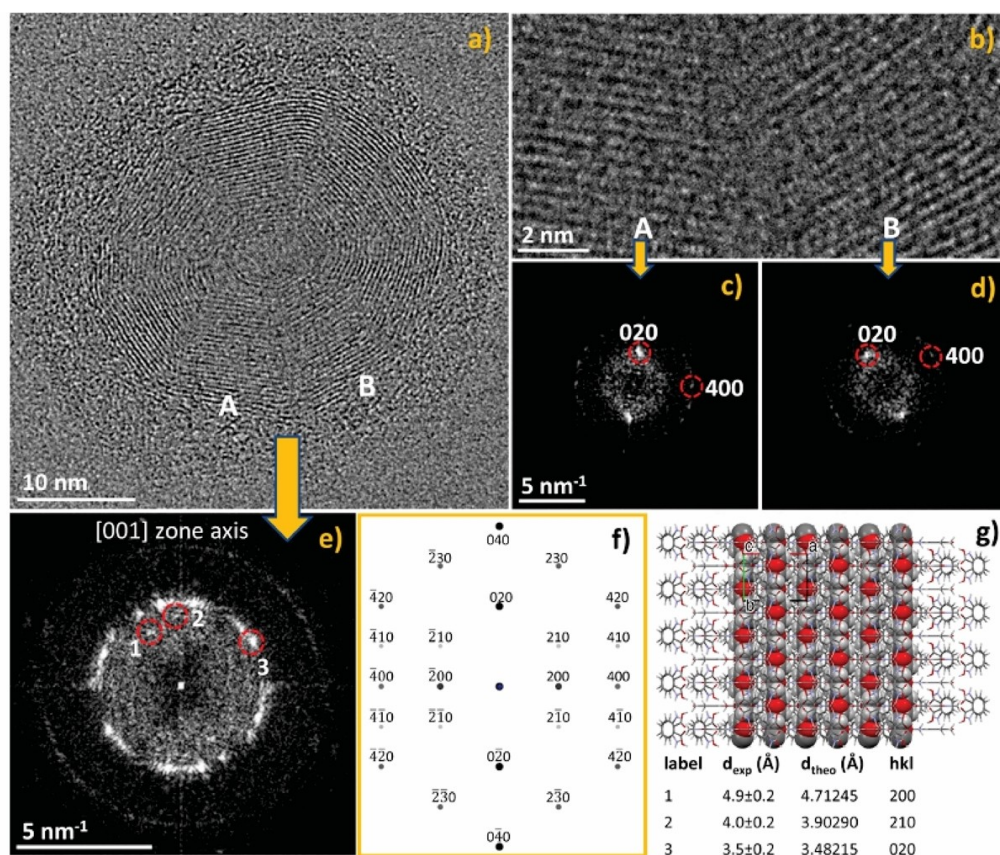 a)
A
B
10 nm
b)
2 nm
A
B
c)
020
400
5 nm⁻¹
d)
020
400
[001] zone axis
e)
1
2
3
5 nm⁻¹
f)
040
2̄30 230
4̄20 020 420
4̄10 2̄10 210 410
4̄00 2̄00 200 400
4̄1̄0 2̄1̄0 21̄0 41̄0
4̄2̄0 02̄0 42̄0
2̄3̄0 23̄0
04̄0
g)
c a
b
label d_exp (Å) d_theo (Å) hkl
1 4.9±0.2 4.71245 200
2 4.0±0.2 3.90290 210
3 3.5±0.2 3.48215 020